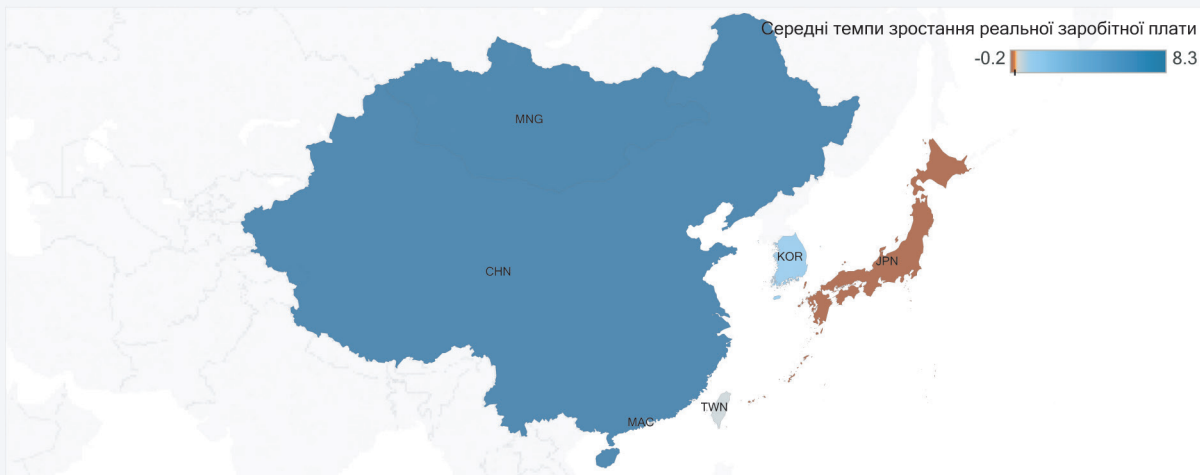 Середні темпи зростання реальної заробітної плати
-0.2 8.3
MNG
KOR
JPN
CHN
TWN
MAC